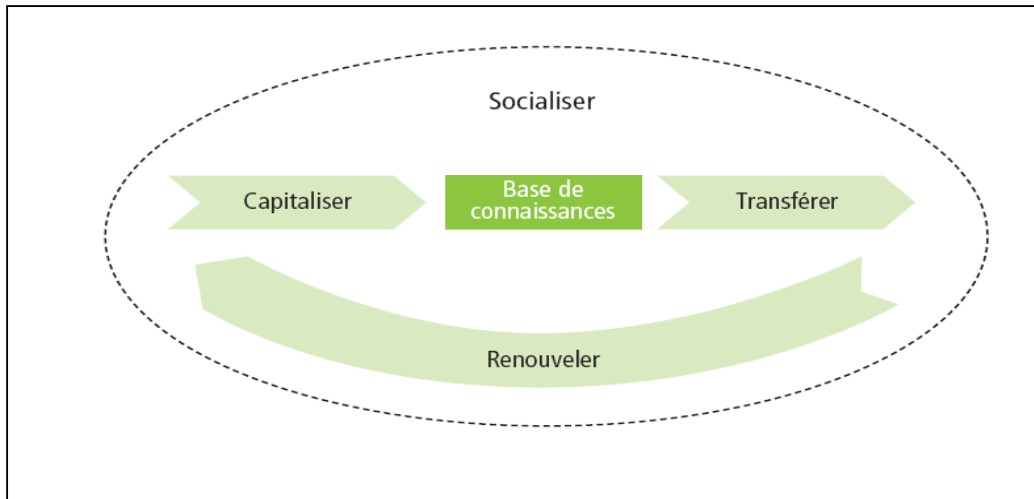 Socialiser
Capitaliser
Base de
connaissances
Transférer
Renouveler